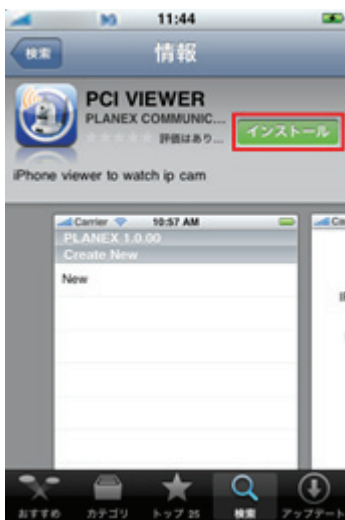 3G 11:44
検索 情報
PCI VIEWER
PLANEX COMMUNIC...
評価はあり...
インストール
iPhone viewer to watch ip cam
Carrier 10:57 AM
PLANEX 1.0.00
Create New
New
おすすめ カテゴリ トップ 25 検索 アップデート